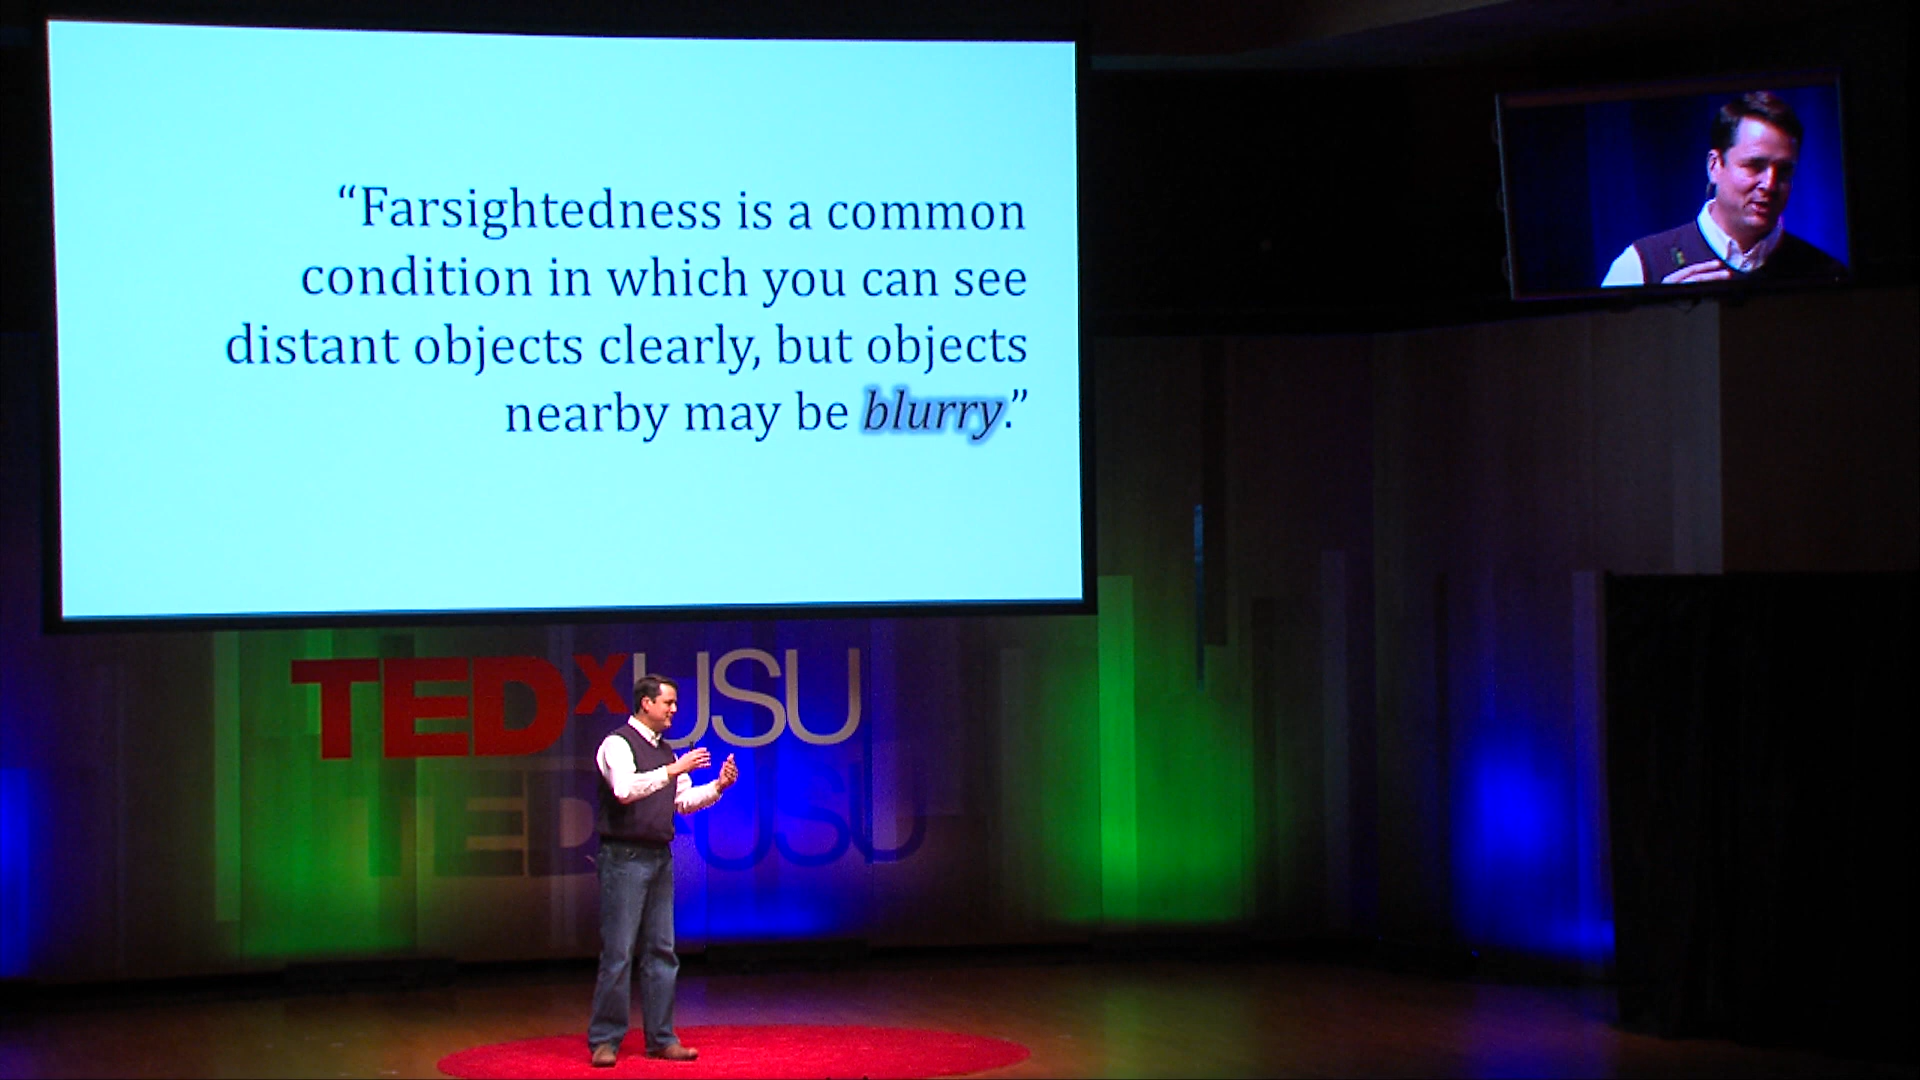 “Farsightedness is a common
condition in which you can see
distant objects clearly, but objects
nearby may be blurry.”
TEDxUSU